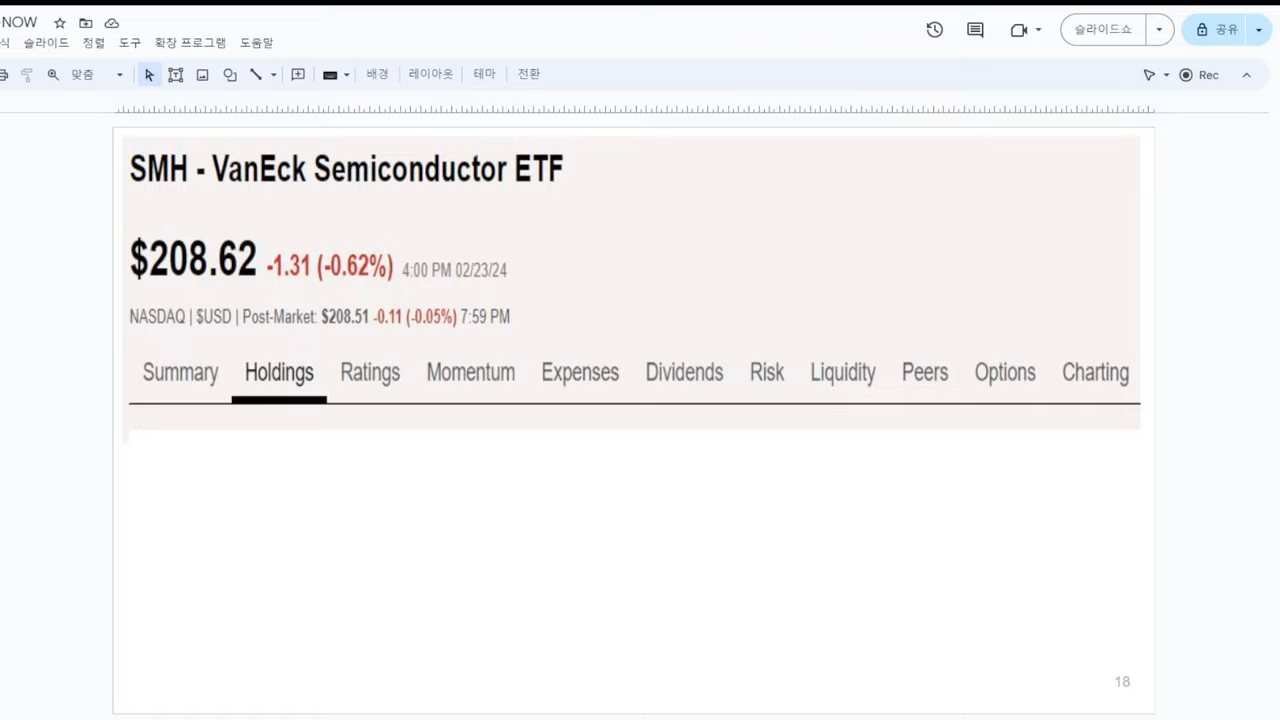 NOW
슬라이드쇼
공유
식 슬라이드 정렬 도구 확장 프로그램 도움말
맞춤 배경 레이아웃 테마 전환 Rec
SMH - VanEck Semiconductor ETF
$208.62 -1.31 (-0.62%) 4:00 PM 02/23/24
NASDAQ | $USD | Post-Market: $208.51 -0.11 (-0.05%) 7:59 PM
Summary Holdings Ratings Momentum Expenses Dividends Risk Liquidity Peers Options Charting
18